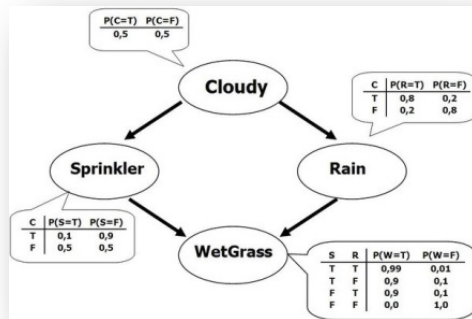 P(C=T) P(C=F)
0,5 0,5
Cloudy
C P(R=T) P(R=F)
T 0,8 0,2
F 0,2 0,8
Sprinkler
Rain
C P(S=T) P(S=F)
T 0,1 0,9
F 0,5 0,5
WetGrass
S R P(W=T) P(W=F)
T T 0,99 0,01
T F 0,9 0,1
F T 0,9 0,1
F F 0,0 1,0